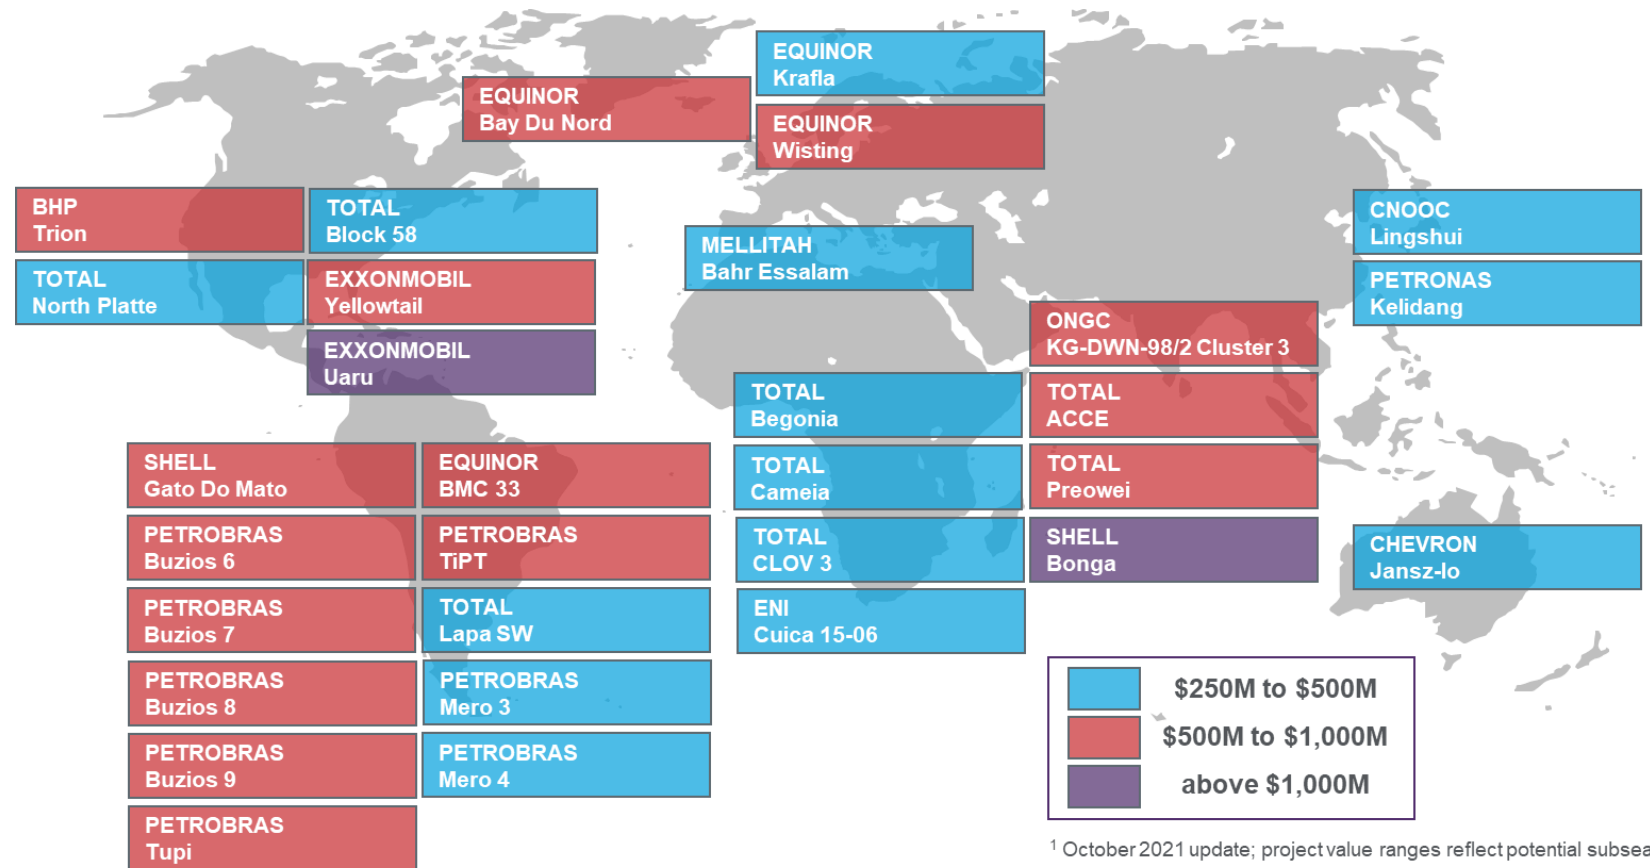 EQUINOR
Krafla
EQUINOR
Bay Du Nord
EQUINOR
Wisting
BHP
Trion
TOTAL
Block 58
CNOOC
Lingshui
MELLITAH
Bahr Essalam
TOTAL
North Platte
EXXONMOBIL
Yellowtail
PETRONAS
Kelidang
ONGC
KG-DWN-98/2 Cluster 3
EXXONMOBIL
Uaru
TOTAL
Begonia
TOTAL
ACCE
SHELL
Gato Do Mato
EQUINOR
BMC 33
TOTAL
Cameia
TOTAL
Preowei
PETROBRAS
Buzios 6
PETROBRAS
TiPT
TOTAL
CLOV 3
SHELL
Bonga
CHEVRON
Jansz-Io
PETROBRAS
Buzios 7
TOTAL
Lapa SW
ENI
Cuica 15-06
PETROBRAS
Buzios 8
PETROBRAS
Mero 3
PETROBRAS
Buzios 9
PETROBRAS
Mero 4
PETROBRAS
Tupi
$250M to $500M
$500M to $1,000M
above $1,000M
1 October 2021 update; project value ranges reflect potential subsea